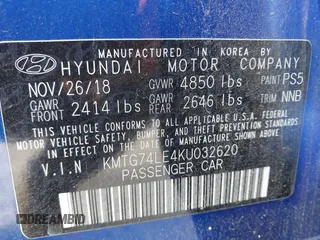 MANUFACTURED IN KOREA BY
HYUNDAI MOTOR COMPANY
NOV/26/18 GVWR 4850 lbs PAINT PS5
GAWR FRONT 2414 lbs GAWR REAR 2646 lbs TRIM NNB
THIS VEHICLE CONFORMS TO ALL APPLICABLE FEDERAL
MOTOR VEHICLE SAFETY, BUMPER, AND THEFT PREVENTION
STANDARDS IN EFFECT ON THE DATE OF MANUFACTURE SHOWN ABOVE.
V.I.N KMTG74LE4KU032620
PASSENGER CAR
DREAMBID